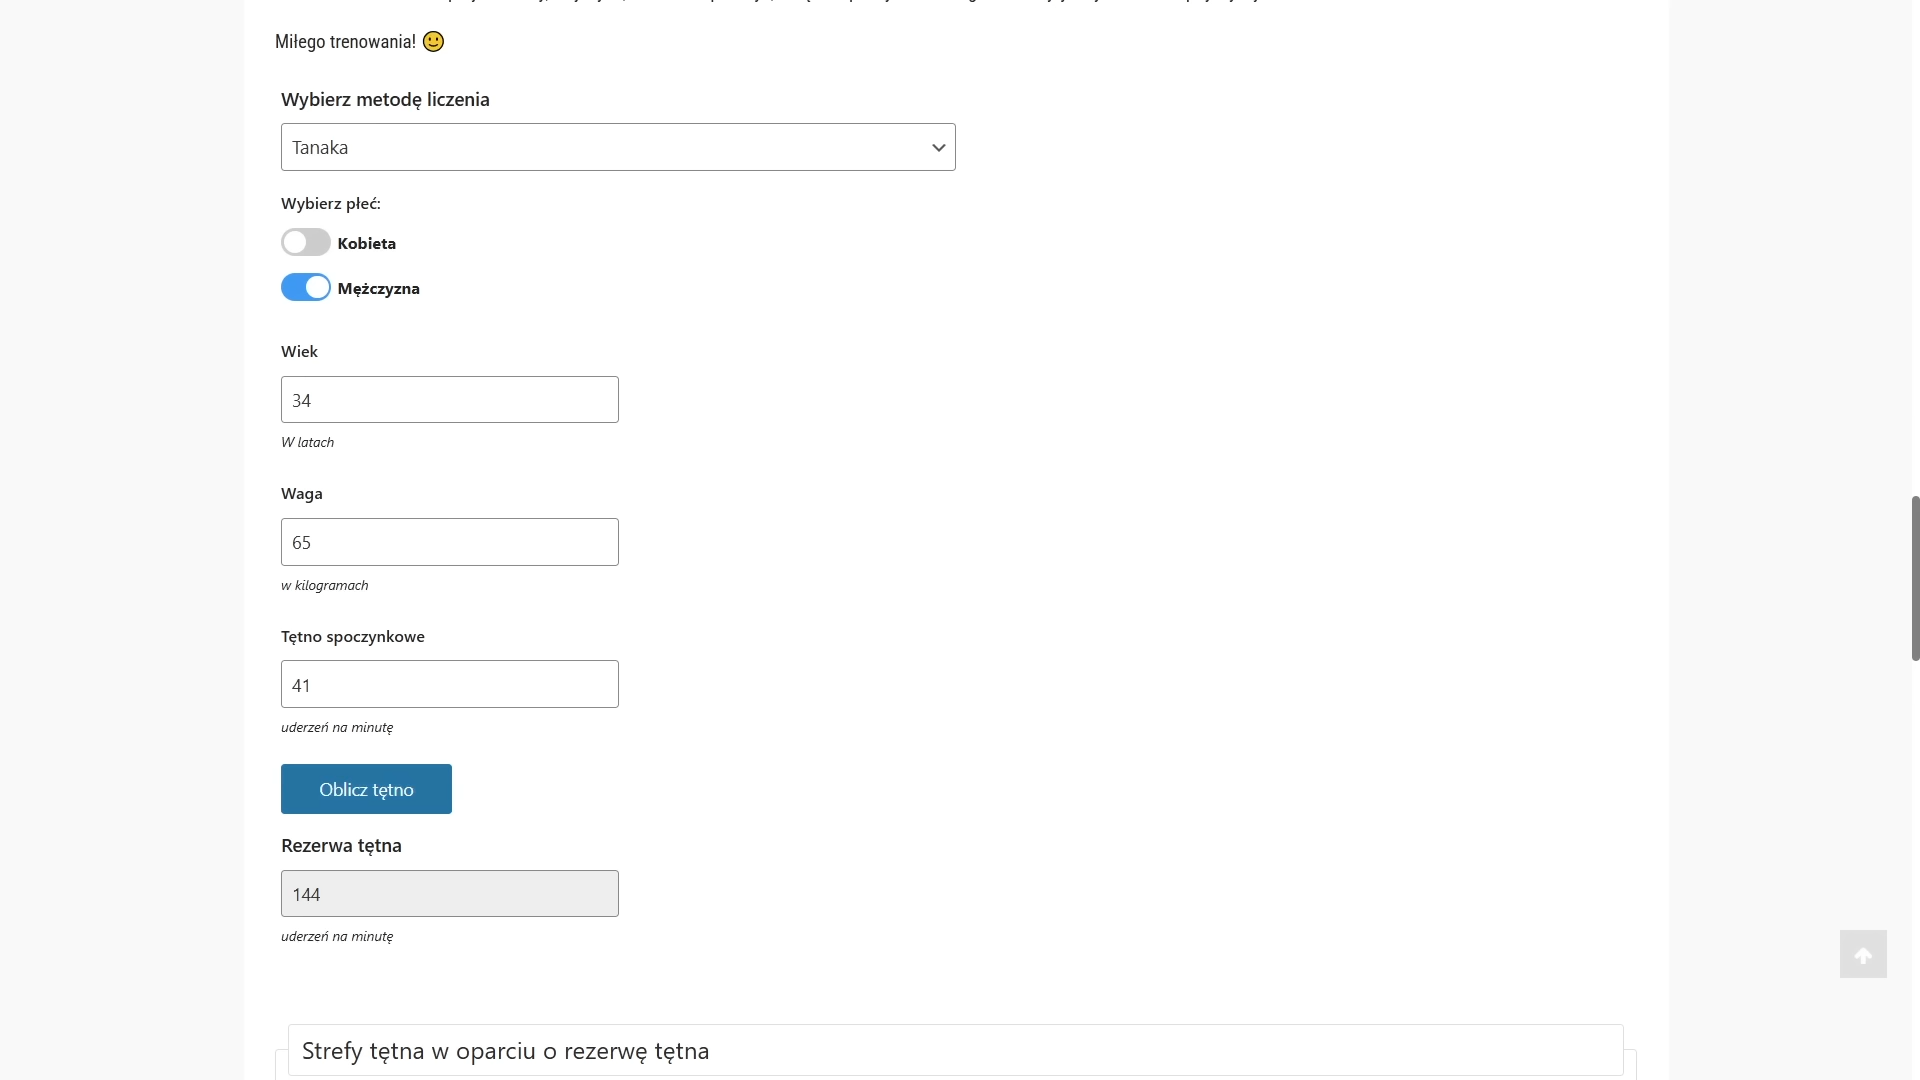 Miłego trenowania! 🙂
Wybierz metodę liczenia
Tanaka
Wybierz płeć:
Kobieta
Mężczyzna
Wiek
34
W latach
Waga
65
w kilogramach
Tętno spoczynkowe
41
uderzeń na minutę
Oblicz tętno
Rezerwa tętna
144
uderzeń na minutę
Strefy tętna w oparciu o rezerwę tętna